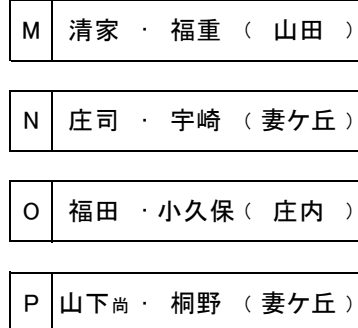 M 清家 ・ 福重 （ 山田 ）
N 庄司 ・ 宇崎 （ 妻ケ丘 ）
O 福田 ・小久保（ 庄内 ）
P 山下尚・ 桐野 （ 妻ケ丘 ）